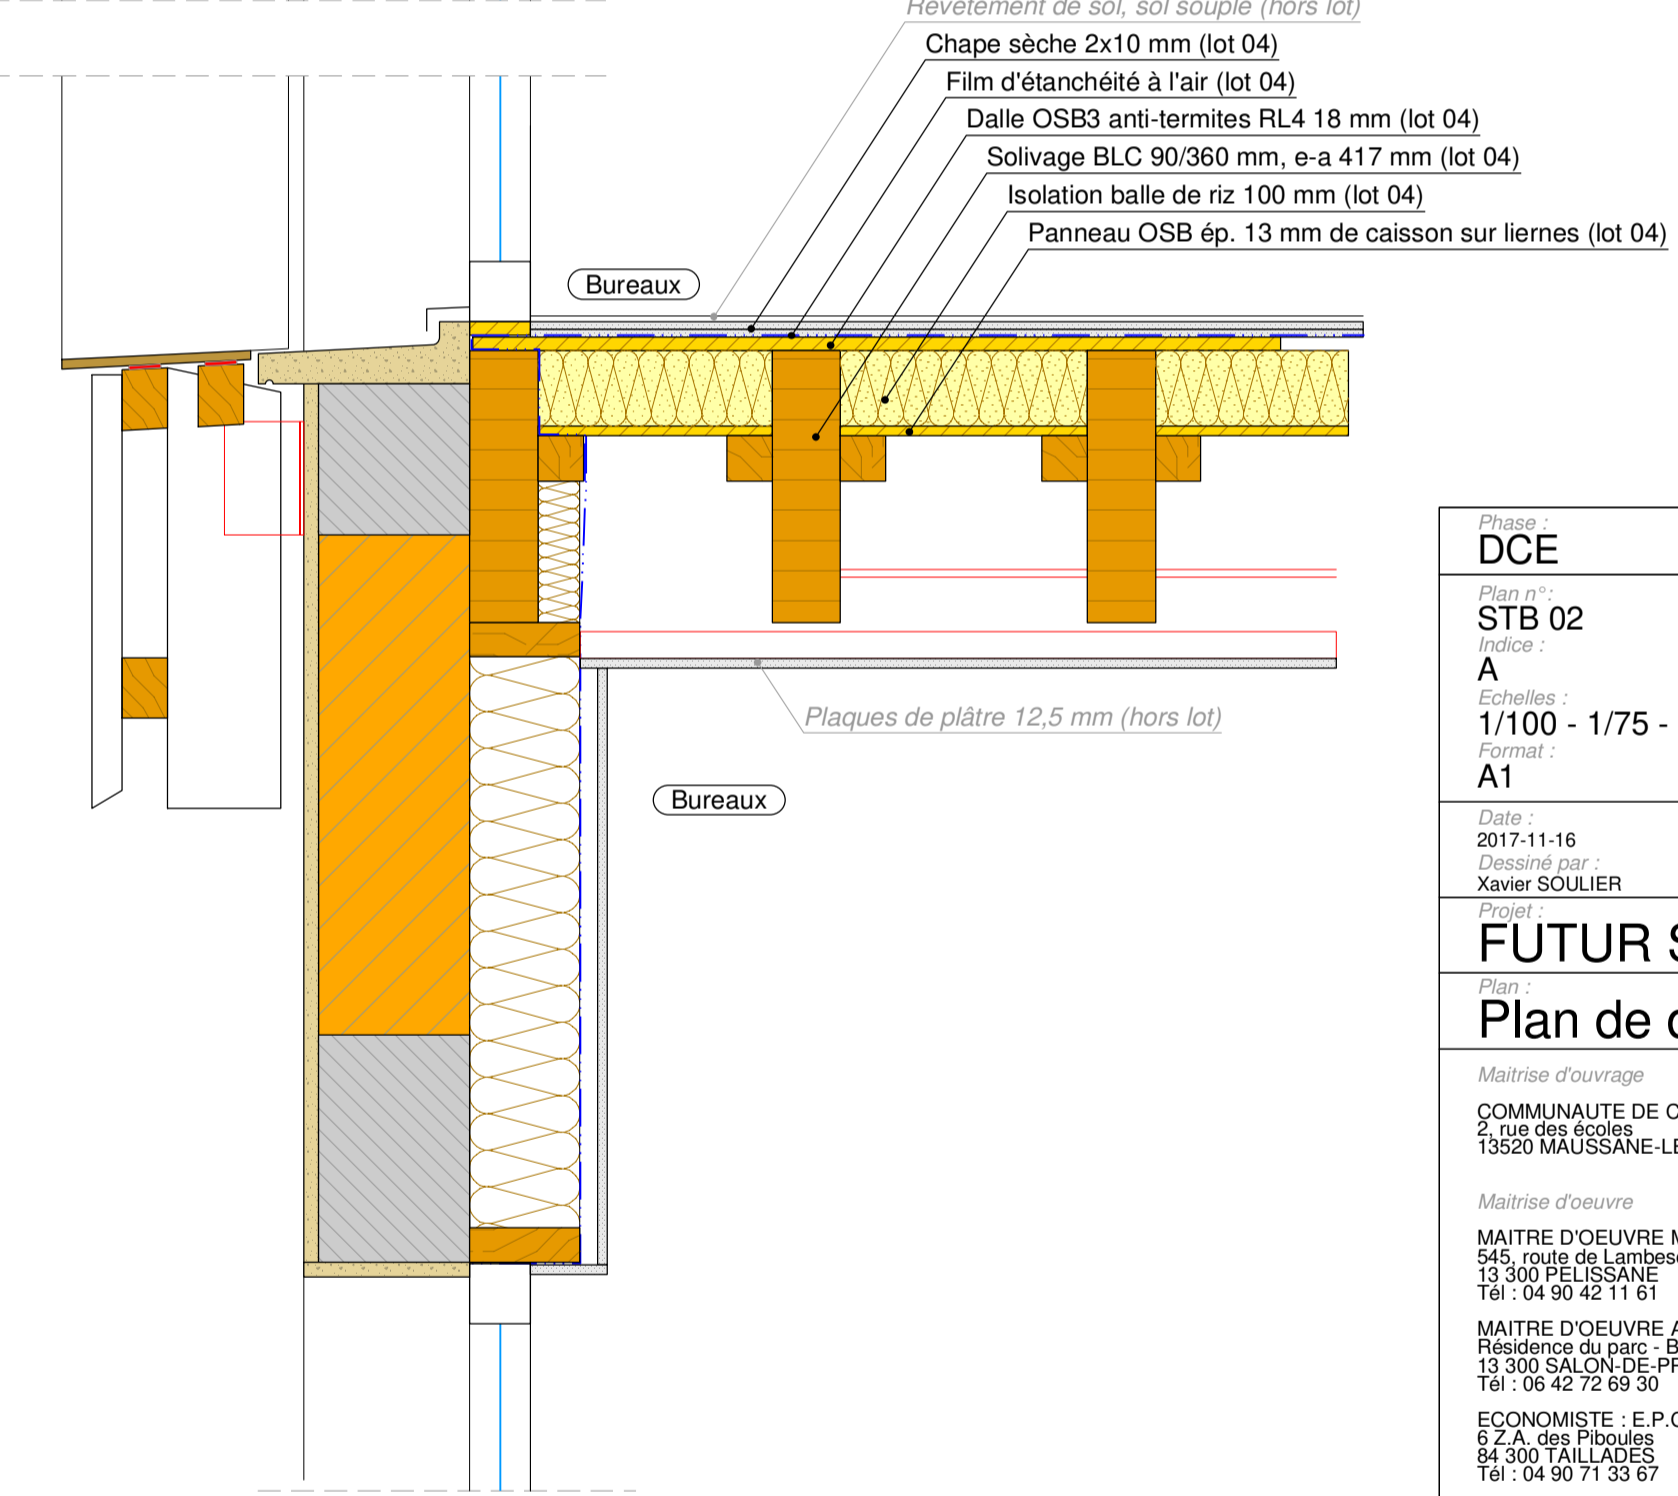 Revêtement de sol, sol souple (hors lot)
Chape sèche 2x10 mm (lot 04)
Film d'étanchéité à l'air (lot 04)
Dalle OSB3 anti-termites RL4 18 mm (lot 04)
Solivage BLC 90/360 mm, e-a 417 mm (lot 04)
Isolation balle de riz 100 mm (lot 04)
Panneau OSB ép. 13 mm de caisson sur liernes (lot 04)
Bureaux
Plaques de plâtre 12,5 mm (hors lot)
Bureaux
Phase :
DCE
Plan n°:
STB 02
Indice :
A
Echelles :
1/100 - 1/75 -
Format :
A1
Date :
2017-11-16
Dessiné par :
Xavier SOULIER
Projet :
FUTUR
Plan :
Plan de
Maitrise d'ouvrage
COMMUNAUTE DE
2, rue des écoles
13520 MAUSSANE-
Maitrise d'oeuvre
MAITRE D'OEUVRE
545, route de
13 300 PELISSANE
Tél : 04 90 42 11 61
MAITRE D'OEUVRE
Résidence du parc -
13 300
Tél : 06 42 72 69 30
ECONOMISTE :
6 Z.A. des Piboules
84 300 TAILLADES
Tél : 04 90 71 33 67